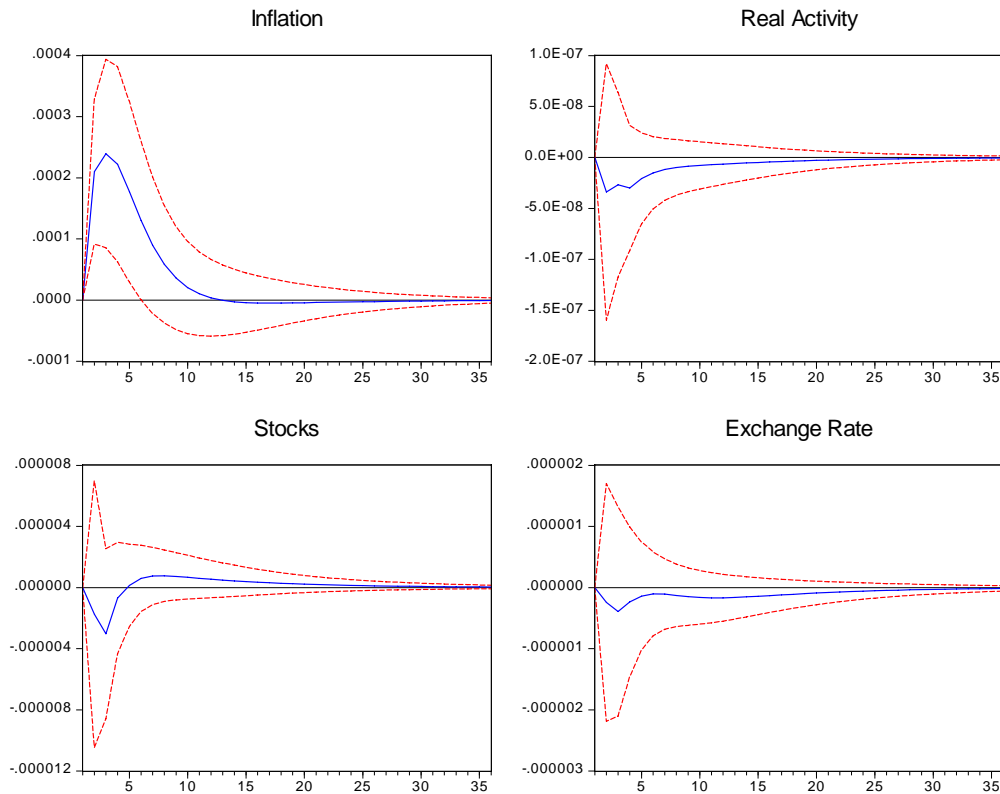 Inflation
.0004
.0003
.0002
.0001
.0000
-.0001
5 10 15 20 25 30 35
Real Activity
1.0E-07
5.0E-08
0.0E+00
-5.0E-08
-1.0E-07
-1.5E-07
-2.0E-07
5 10 15 20 25 30 35
Stocks
.000008
.000004
.000000
-.000004
-.000008
-.000012
5 10 15 20 25 30 35
Exchange Rate
.000002
.000001
.000000
-.000001
-.000002
-.000003
5 10 15 20 25 30 35